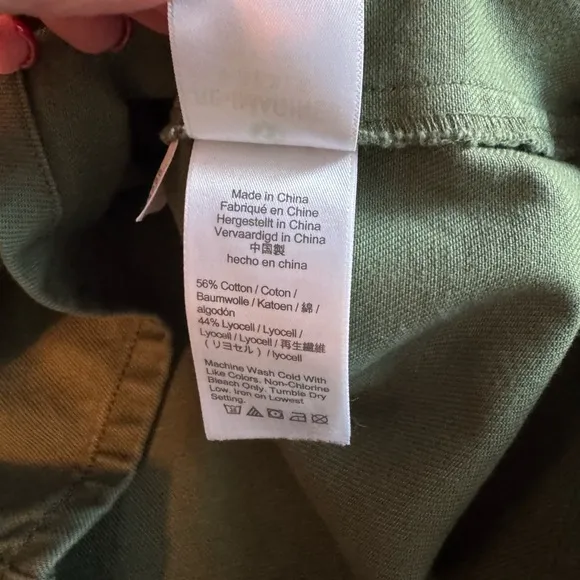 Made in China
Fabriqué en Chine
Hergestellt in China
Vervaardigd in China
中国製
hecho en china
56% Cotton / Coton /
Baumwolle / Katoen / 綿 /
algodón
44% Lyocell / Lyocell /
Lyocell / Lyocell / 再生繊維
(リヨセル) / lyocell
Machine Wash Cold With
Like Colors. Non-Chlorine
Bleach Only. Tumble Dry
Low. Iron on Lowest
Setting.